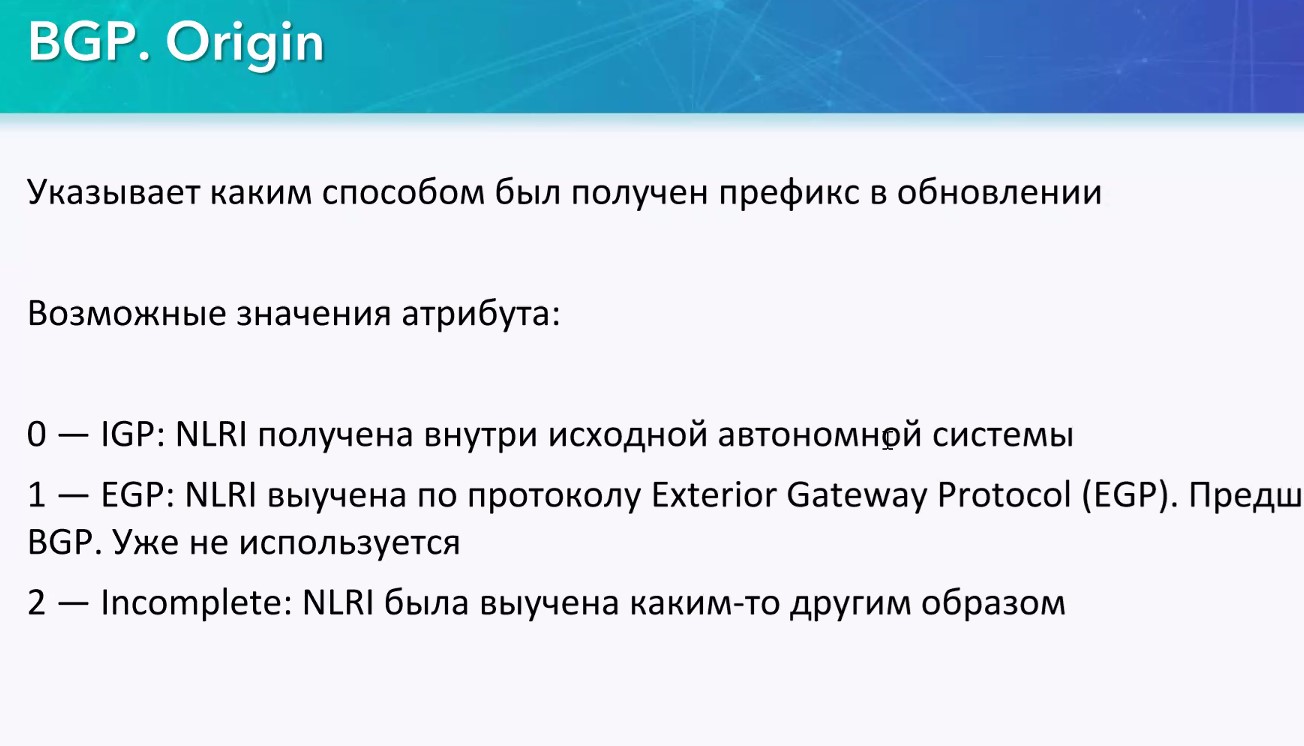 BGP. Origin
Указывает каким способом был получен префикс в обновлении
Возможные значения атрибута:
0 — IGP: NLRI получена внутри исходной автономной системы
1 — EGP: NLRI выучена по протоколу Exterior Gateway Protocol (EGP). Предш
BGP. Уже не используется
2 — Incomplete: NLRI была выучена каким-то другим образом